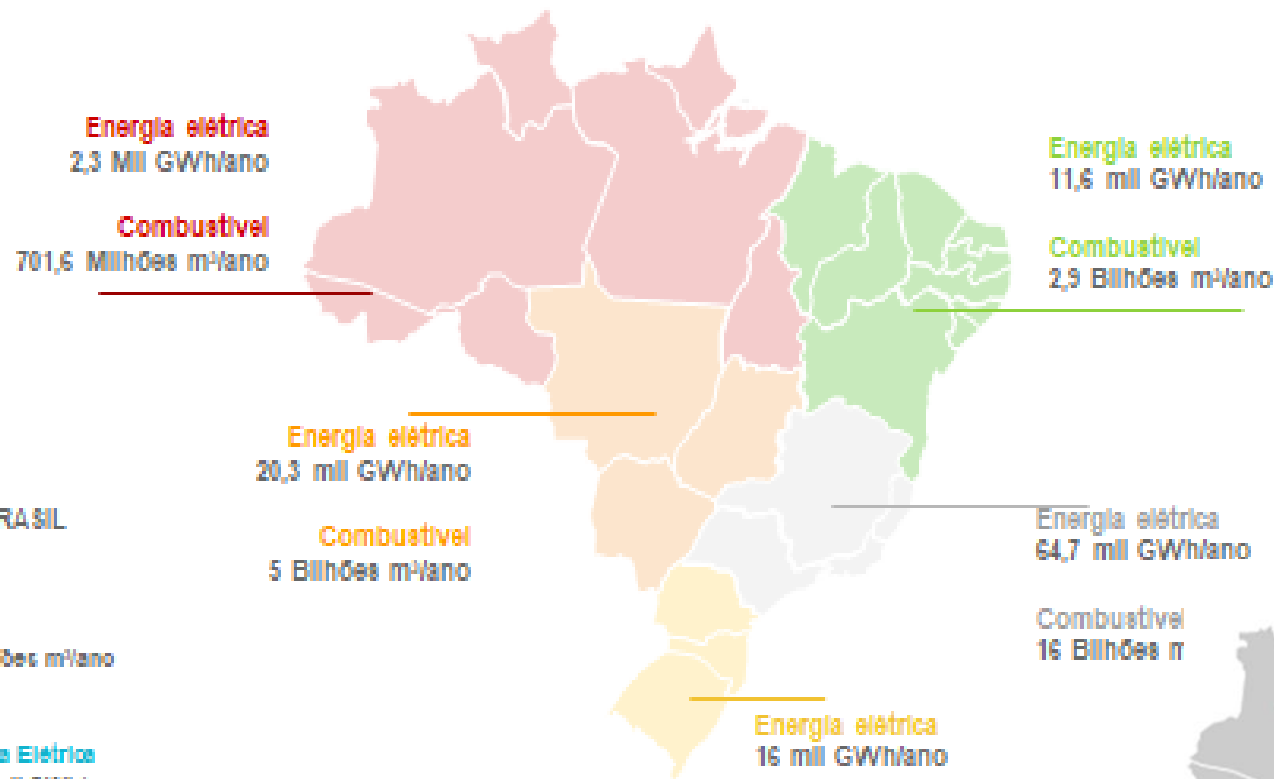 Energia elétrica
2,3 Mil GWh/ano
Combustível
701,6 Milhões m³/ano
Energia elétrica
11,6 mil GWh/ano
Combustível
2,9 Bilhões m³/ano
Energia elétrica
20,3 mil GWh/ano
Combustível
5 Bilhões m³/ano
RASIL
ões m³/ano
a Elétrica
Energia elétrica
64,7 mil GWh/ano
Combustível
16 Bilhões m
Energia elétrica
16 mil GWh/ano